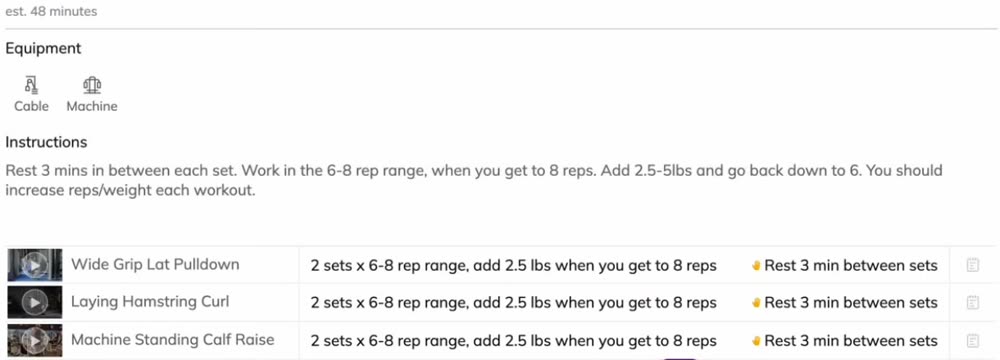 est. 48 minutes
Equipment
Cable Machine
Instructions
Rest 3 mins in between each set. Work in the 6-8 rep range, when you get to 8 reps. Add 2.5-5lbs and go back down to 6. You should
increase reps/weight each workout.
Wide Grip Lat Pulldown 2 sets x 6-8 rep range, add 2.5 lbs when you get to 8 reps 🤚Rest 3 min between sets
Laying Hamstring Curl 2 sets x 6-8 rep range, add 2.5 lbs when you get to 8 reps 🤚Rest 3 min between sets
Machine Standing Calf Raise 2 sets x 6-8 rep range, add 2.5 lbs when you get to 8 reps 🤚Rest 3 min between sets